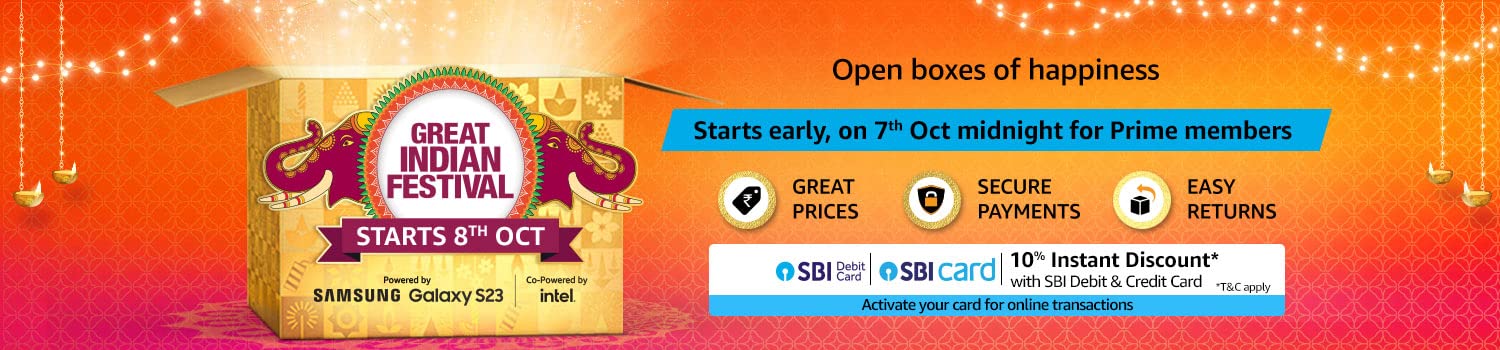 GREAT
INDIAN
FESTIVAL
STARTS 8TH OCT
Powered by
SAMSUNG Galaxy S23
Co-Powered by
intel.
Open boxes of happiness
Starts early, on 7th Oct midnight for Prime members
₹
GREAT
PRICES
SECURE
PAYMENTS
EASY
RETURNS
SBI Debit
Card
SBI card
10% Instant Discount*
with SBI Debit & Credit Card
*T&C apply
Activate your card for online transactions